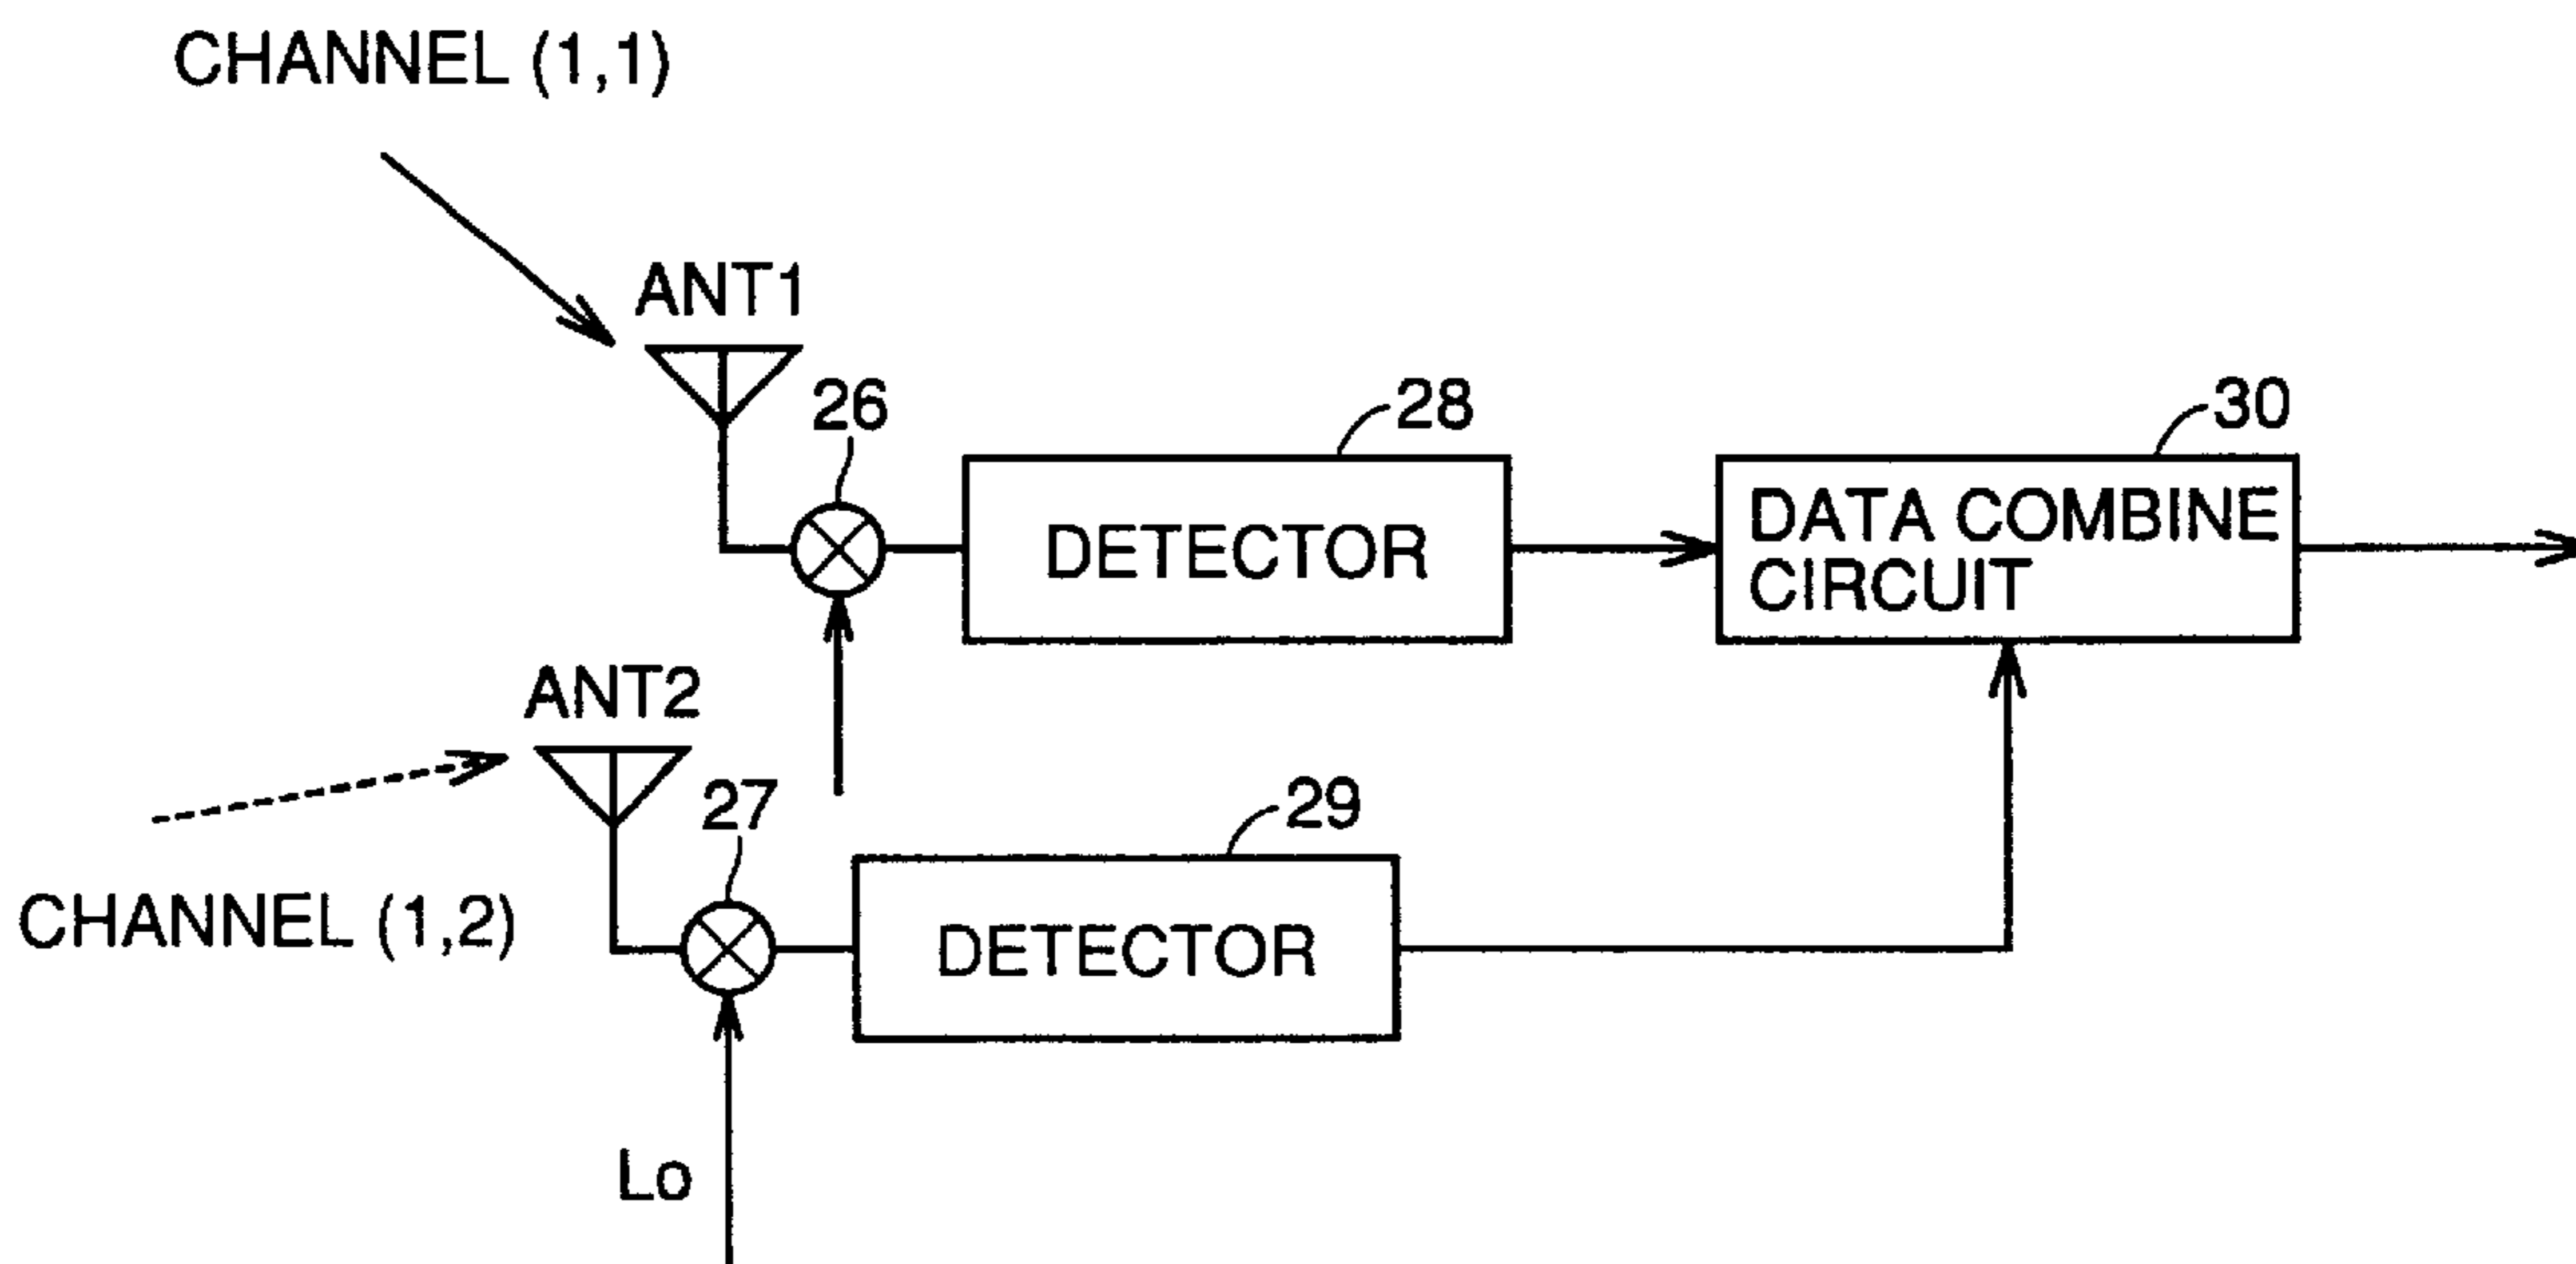 CHANNEL (1,1)
ANT1
26
28
30
DETECTOR
DATA COMBINE
CIRCUIT
ANT2
27
29
CHANNEL (1,2)
DETECTOR
Lo